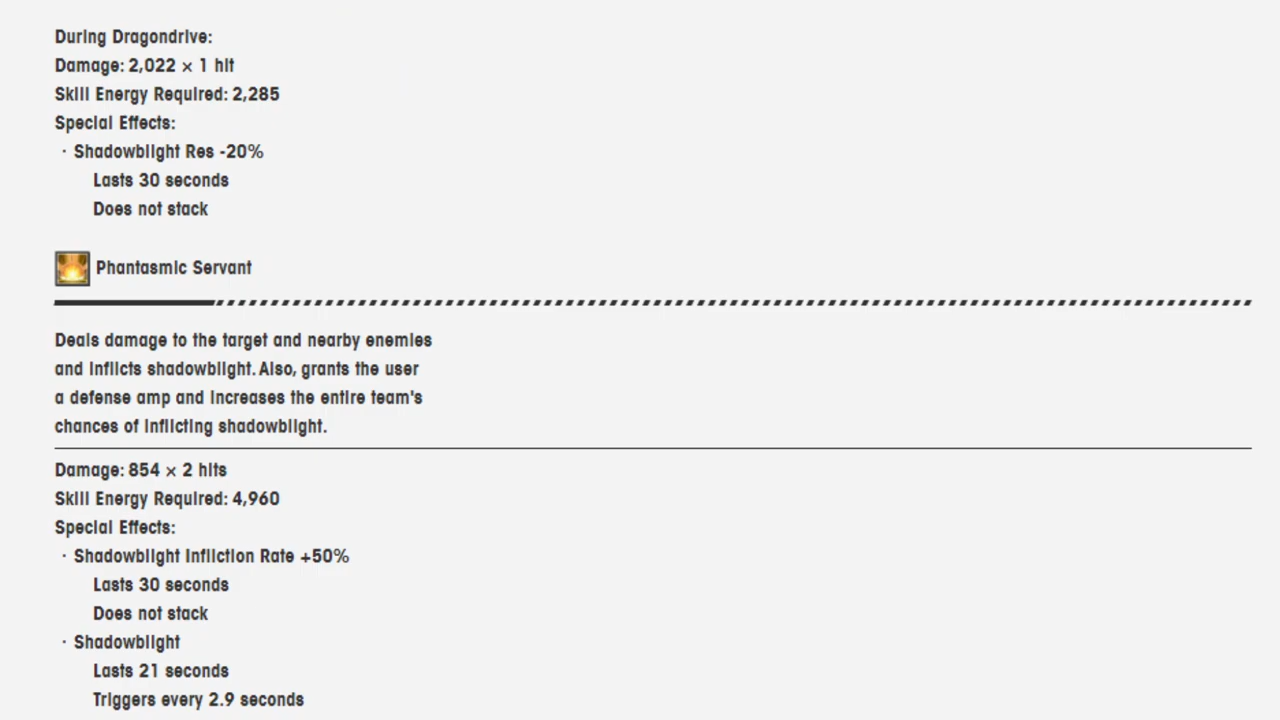 During Dragondrive:
Damage: 2,022 × 1 hit
Skill Energy Required: 2,285
Special Effects:
· Shadowblight Res -20%
Lasts 30 seconds
Does not stack
Phantasmic Servant
Deals damage to the target and nearby enemies
and inflicts shadowblight. Also, grants the user
a defense amp and increases the entire team's
chances of inflicting shadowblight.
Damage: 854 × 2 hits
Skill Energy Required: 4,960
Special Effects:
· Shadowblight Infliction Rate +50%
Lasts 30 seconds
Does not stack
· Shadowblight
Lasts 21 seconds
Triggers every 2.9 seconds